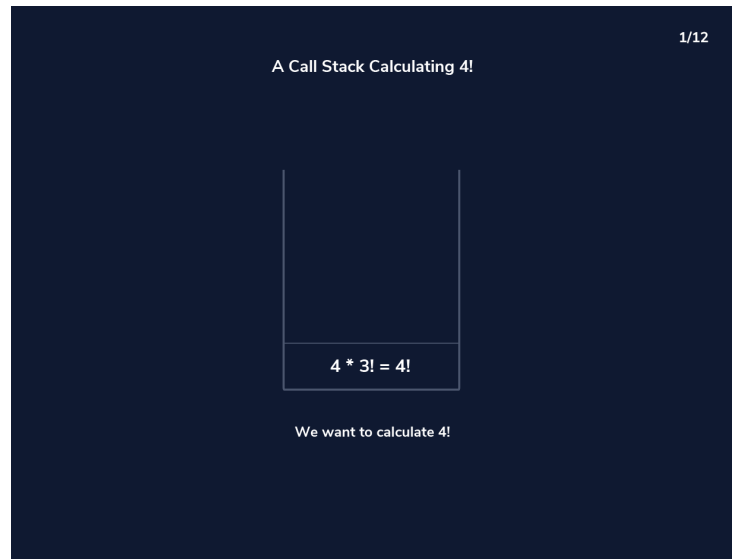 1/12
A Call Stack Calculating 4!
4 * 3! = 4!
We want to calculate 4!